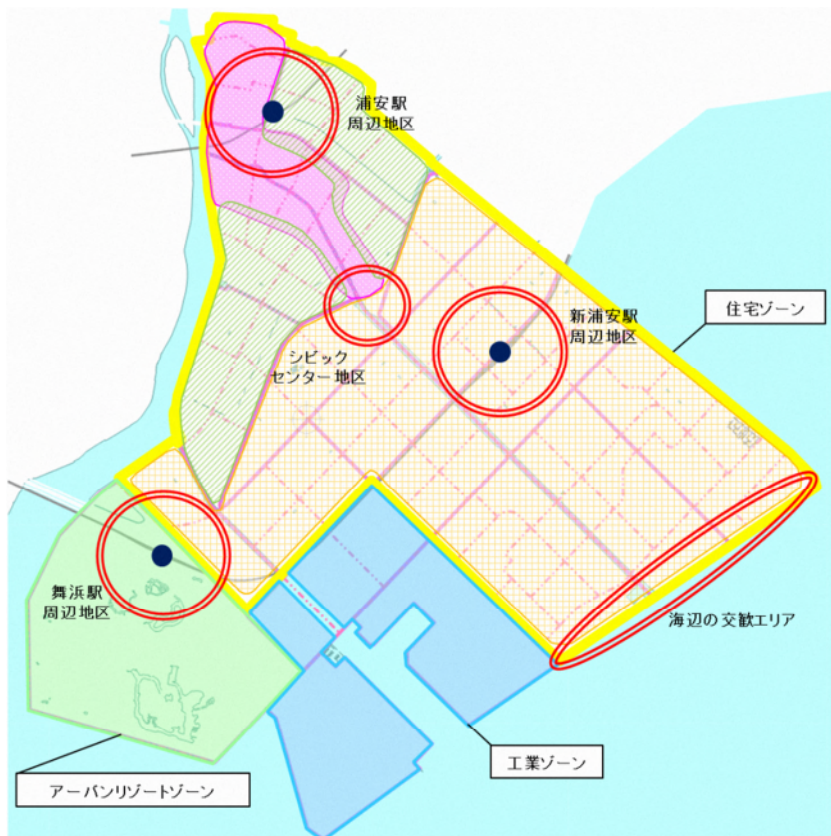 浦安駅
周辺地区
新浦安駅
周辺地区
住宅ゾーン
シビック
センター地区
舞浜駅
周辺地区
海辺の交歓エリア
工業ゾーン
アーバンリゾートゾーン